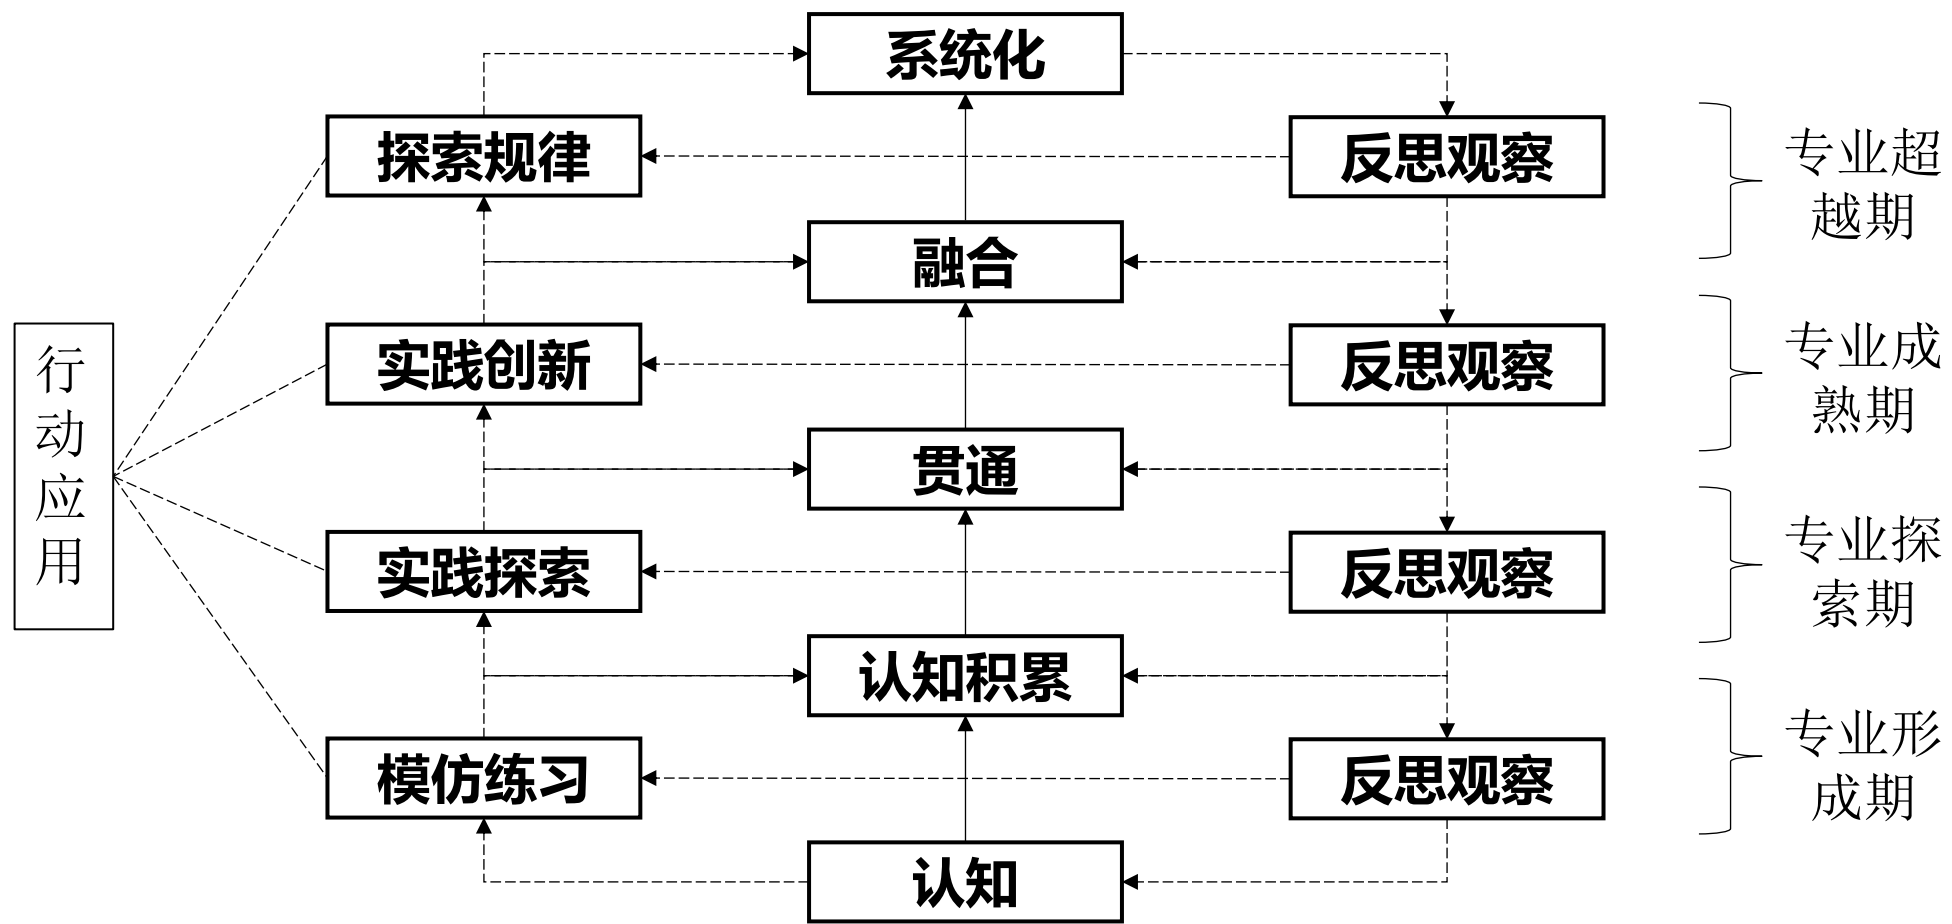 系统化
探索规律
反思观察
专业超
越期
融合
行
动
应
用
实践创新
反思观察
专业成
熟期
贯通
实践探索
反思观察
专业探
索期
认知积累
模仿练习
反思观察
专业形
成期
认知